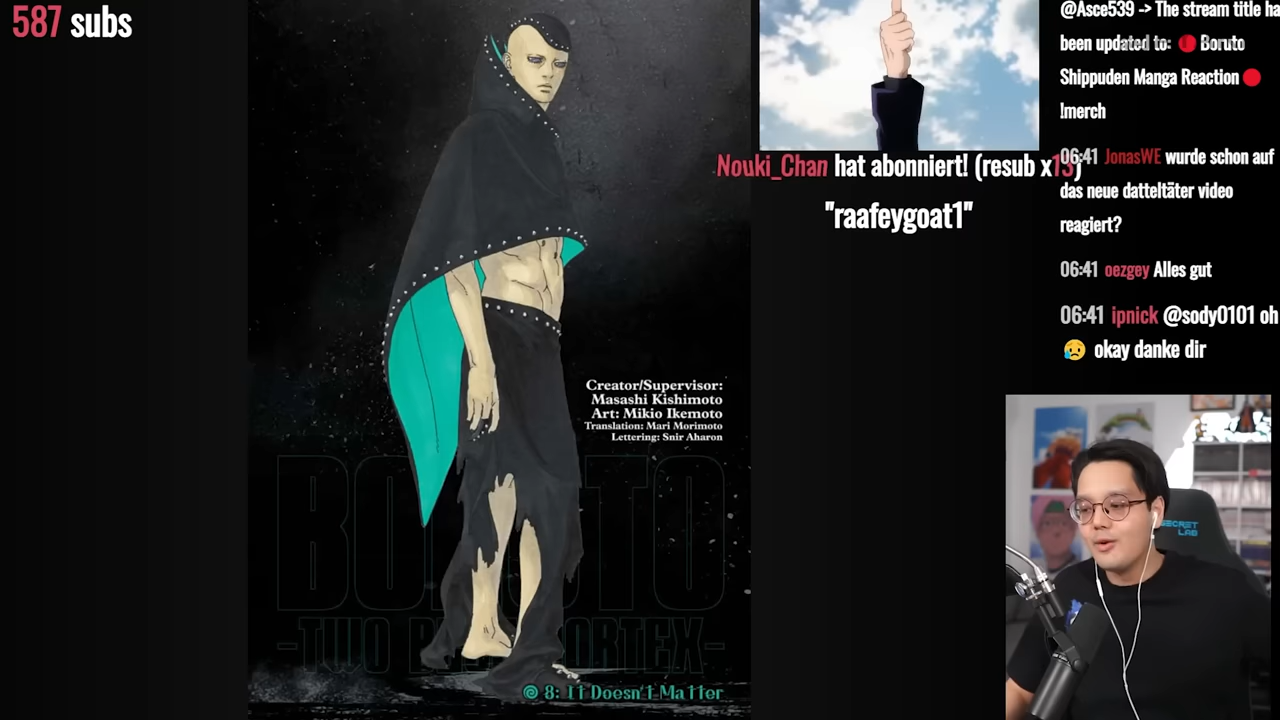 587 subs
Creator/Supervisor:
Masashi Kishimoto
Art: Mikio Ikemoto
Translation: Mari Morimoto
Lettering: Snir Aharon
BORUTO
-TWO BLUE VORTEX-
8: It Doesn't Matter
Nouki_Chan hat abonniert! (resub x13)
"raafeygoat1"
@Asce539 -> The stream title ha
been updated to: 🔴 Boruto
Shippuden Manga Reaction 🔴
!merch
06:41 JonasWE wurde schon auf
das neue datteltäter video
reagiert?
06:41 oezgey Alles gut
06:41 ipnick @sody0101 oh
😥 okay danke dir
SECRET
LAB